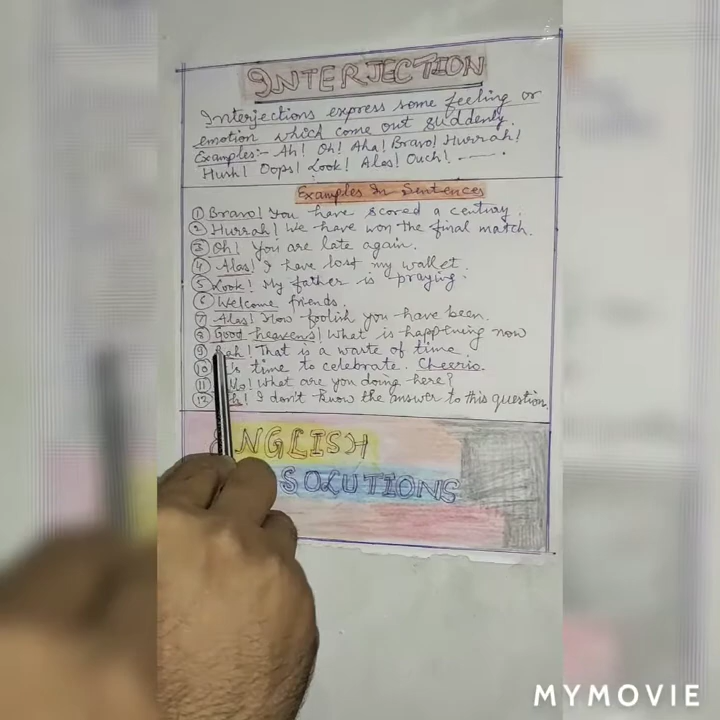 INTERJECTION
Interjections express some feeling or
emotion which come out suddenly.
Examples:- Ah! Oh! Aha! Bravo! Hurrah!
Hush! Oops! Look! Alas! Ouch! ——.
Examples In Sentences
① Bravo! You have scored a century.
② Hurrah! We have won the final match.
③ Oh! You are late again.
④ Alas! I have lost my wallet.
⑤ Look! My father is praying.
⑥ Welcome friends.
⑦ Alas! How foolish you have been.
⑧ Good heavens! What is happening now
⑨ That is a waste of time.
⑩ time to celebrate. Cheerio.
⑪ What are you doing here?
⑫ I don't know the answer to this question.
ENGLISH
SOLUTIONS
MYMOVIE